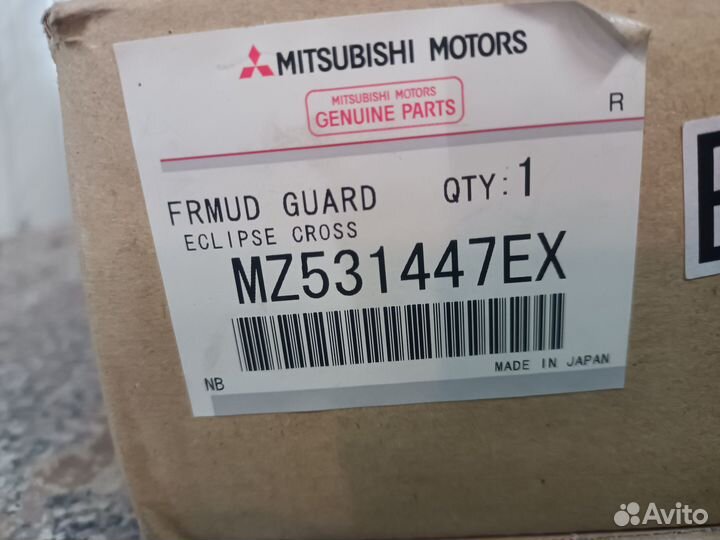 MITSUBISHI MOTORS
MITSUBISHI MOTORS
GENUINE PARTS
R
FRMUD GUARD QTY:1
ECLIPSE CROSS
MZ531447EX
NB MADE IN JAPAN
Avito